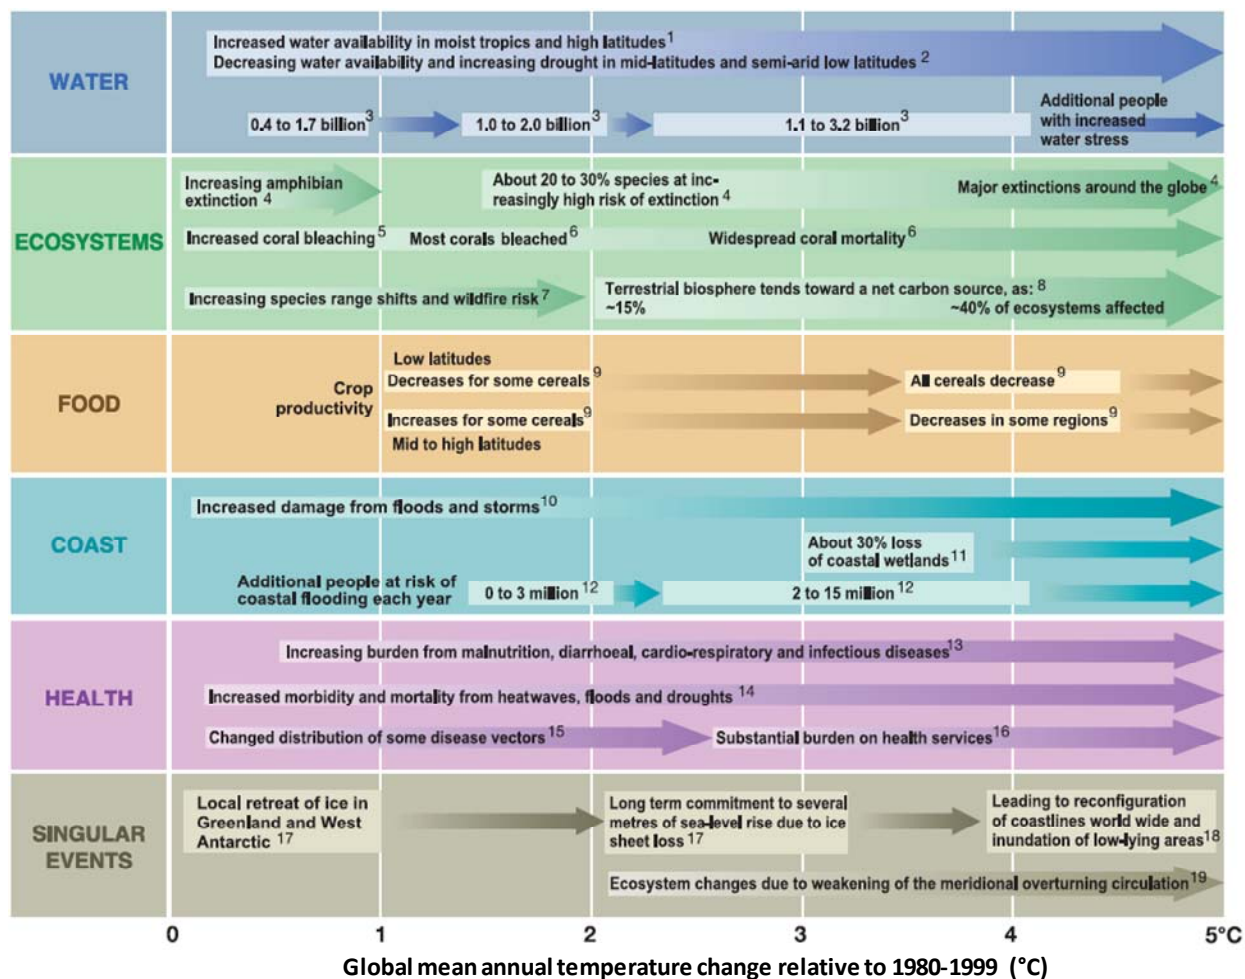 WATER
Increased water availability in moist tropics and high latitudes1
Decreasing water availability and increasing drought in mid-latitudes and semi-arid low latitudes 2
0.4 to 1.7 billion3
1.0 to 2.0 billion3
1.1 to 3.2 billion3
Additional people
with increased
water stress
ECOSYSTEMS
Increasing amphibian
extinction 4
About 20 to 30% species at inc-
reasingly high risk of extinction 4
Major extinctions around the globe 4
Increased coral bleaching5
Most corals bleached6
Widespread coral mortality6
Increasing species range shifts and wildfire risk 7
Terrestrial biosphere tends toward a net carbon source, as: 8
~15%
~40% of ecosystems affected
FOOD
Crop
productivity
Low latitudes
Decreases for some cereals9
All cereals decrease9
Increases for some cereals9
Decreases in some regions9
Mid to high latitudes
COAST
Increased damage from floods and storms10
About 30% loss
of coastal wetlands11
Additional people at risk of
coastal flooding each year
0 to 3 million12
2 to 15 million12
HEALTH
Increasing burden from malnutrition, diarrhoeal, cardio-respiratory and infectious diseases13
Increased morbidity and mortality from heatwaves, floods and droughts 14
Changed distribution of some disease vectors15
Substantial burden on health services16
SINGULAR
EVENTS
Local retreat of ice in
Greenland and West
Antarctic 17
Long term commitment to several
metres of sea-level rise due to ice
sheet loss 17
Leading to reconfiguration
of coastlines world wide and
inundation of low-lying areas18
Ecosystem changes due to weakening of the meridional overturning circulation19
0 1 2 3 4 5°C
Global mean annual temperature change relative to 1980-1999 (°C)